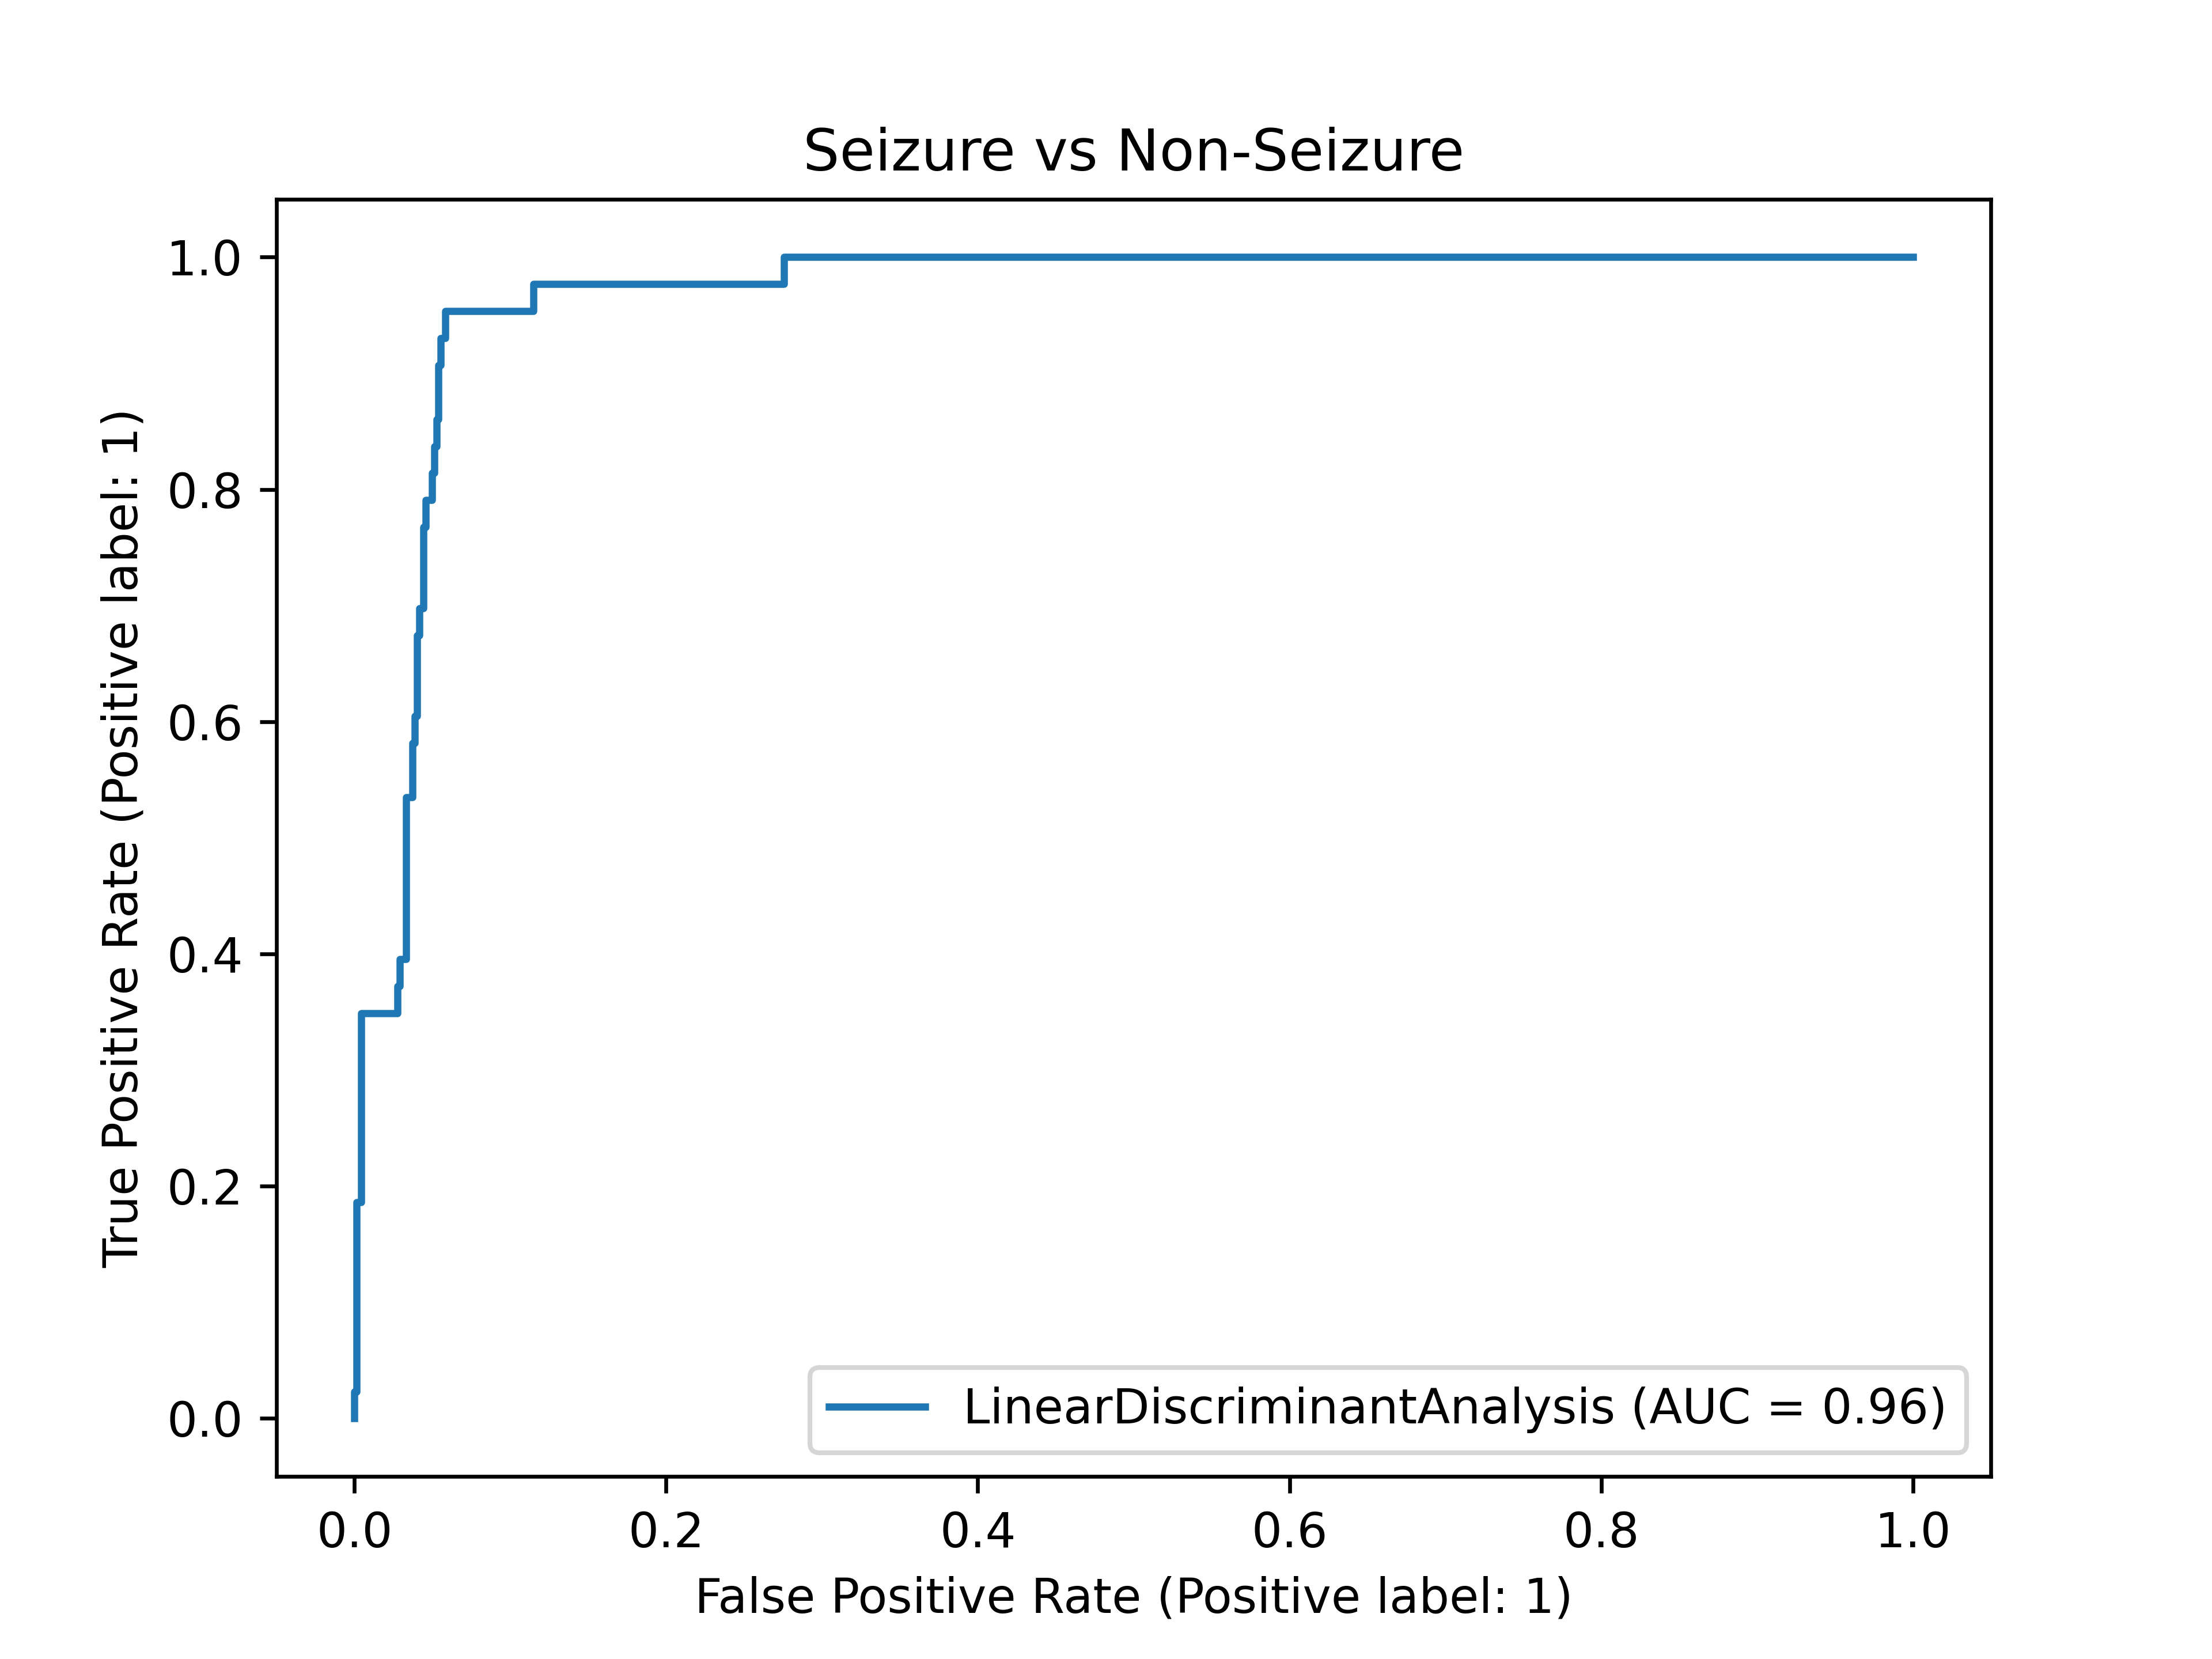 Seizure vs Non-Seizure
True Positive Rate (Positive label: 1)
1.0
0.8
0.6
0.4
0.2
0.0
LinearDiscriminantAnalysis (AUC = 0.96)
0.0 0.2 0.4 0.6 0.8 1.0
False Positive Rate (Positive label: 1)